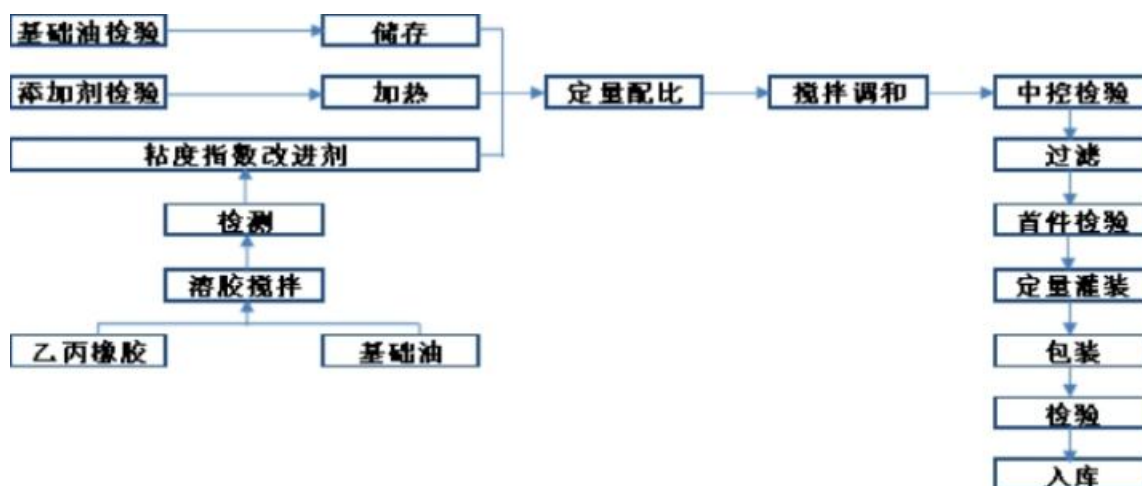 基础油检验
储存
添加剂检验
加热
定量配比
搅拌调和
中控检验
粘度指数改进剂
过滤
检测
首件检验
溶胶搅拌
定量灌装
乙丙橡胶
基础油
包装
检验
入库